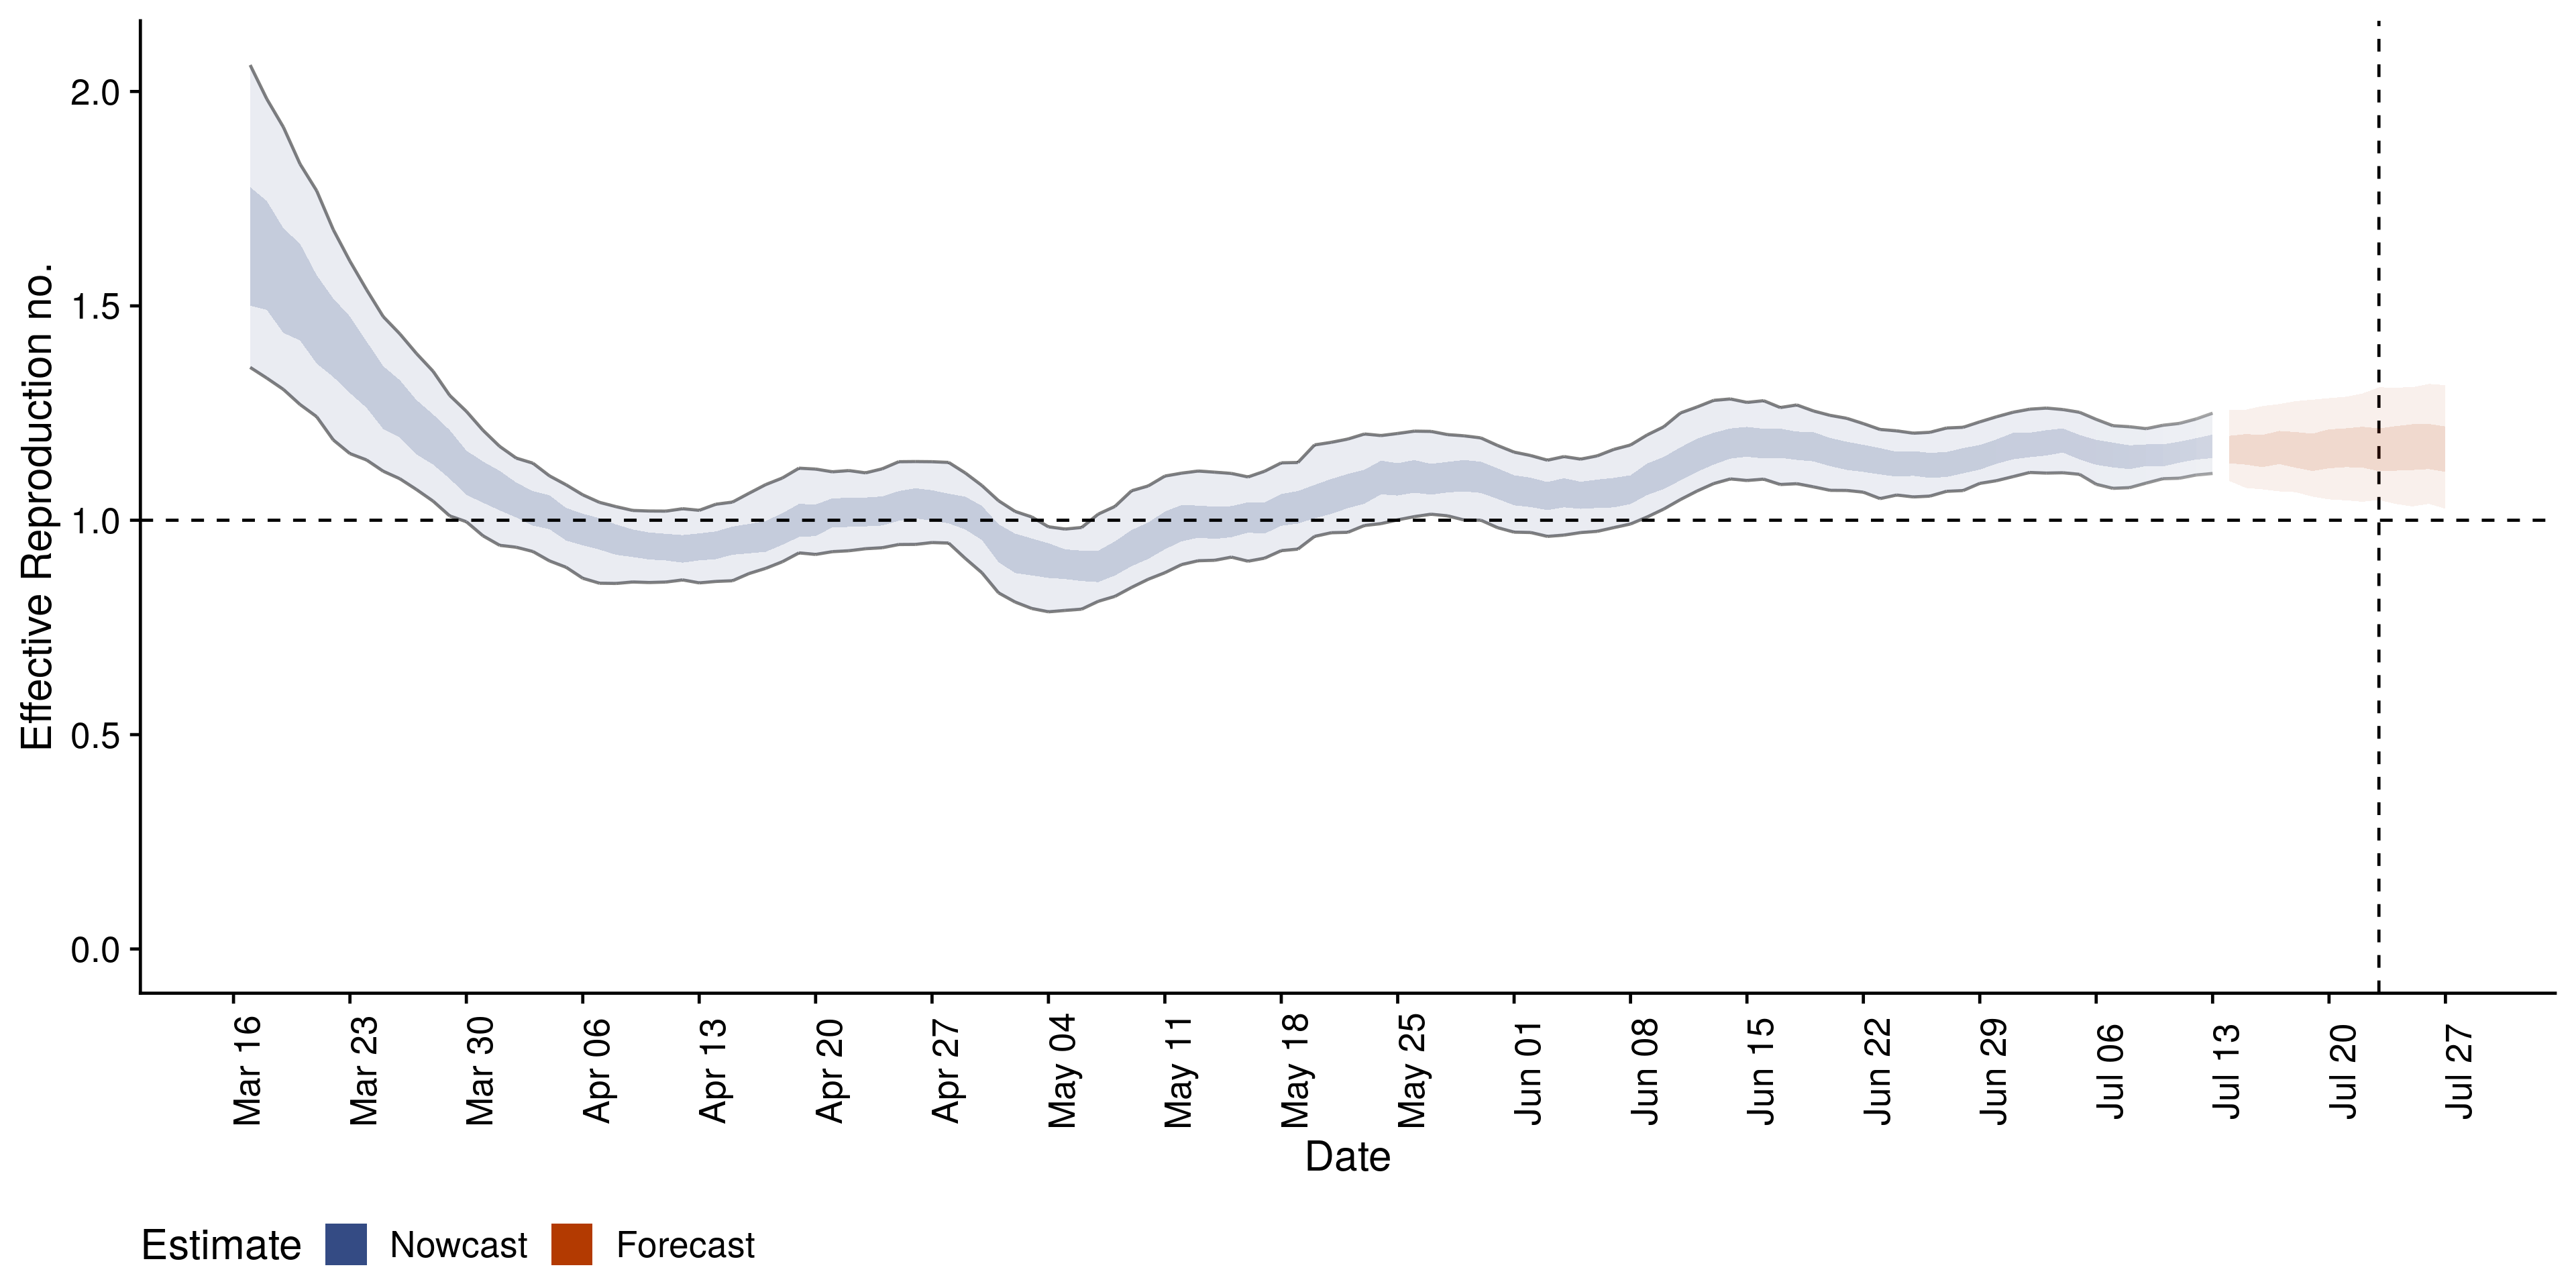 Effective Reproduction no.
2.0
1.5
1.0
0.5
0.0
Mar 16
Mar 23
Mar 30
Apr 06
Apr 13
Apr 20
Apr 27
May 04
May 11
May 18
May 25
Jun 01
Jun 08
Jun 15
Jun 22
Jun 29
Jul 06
Jul 13
Jul 20
Jul 27
Date
Estimate Nowcast Forecast